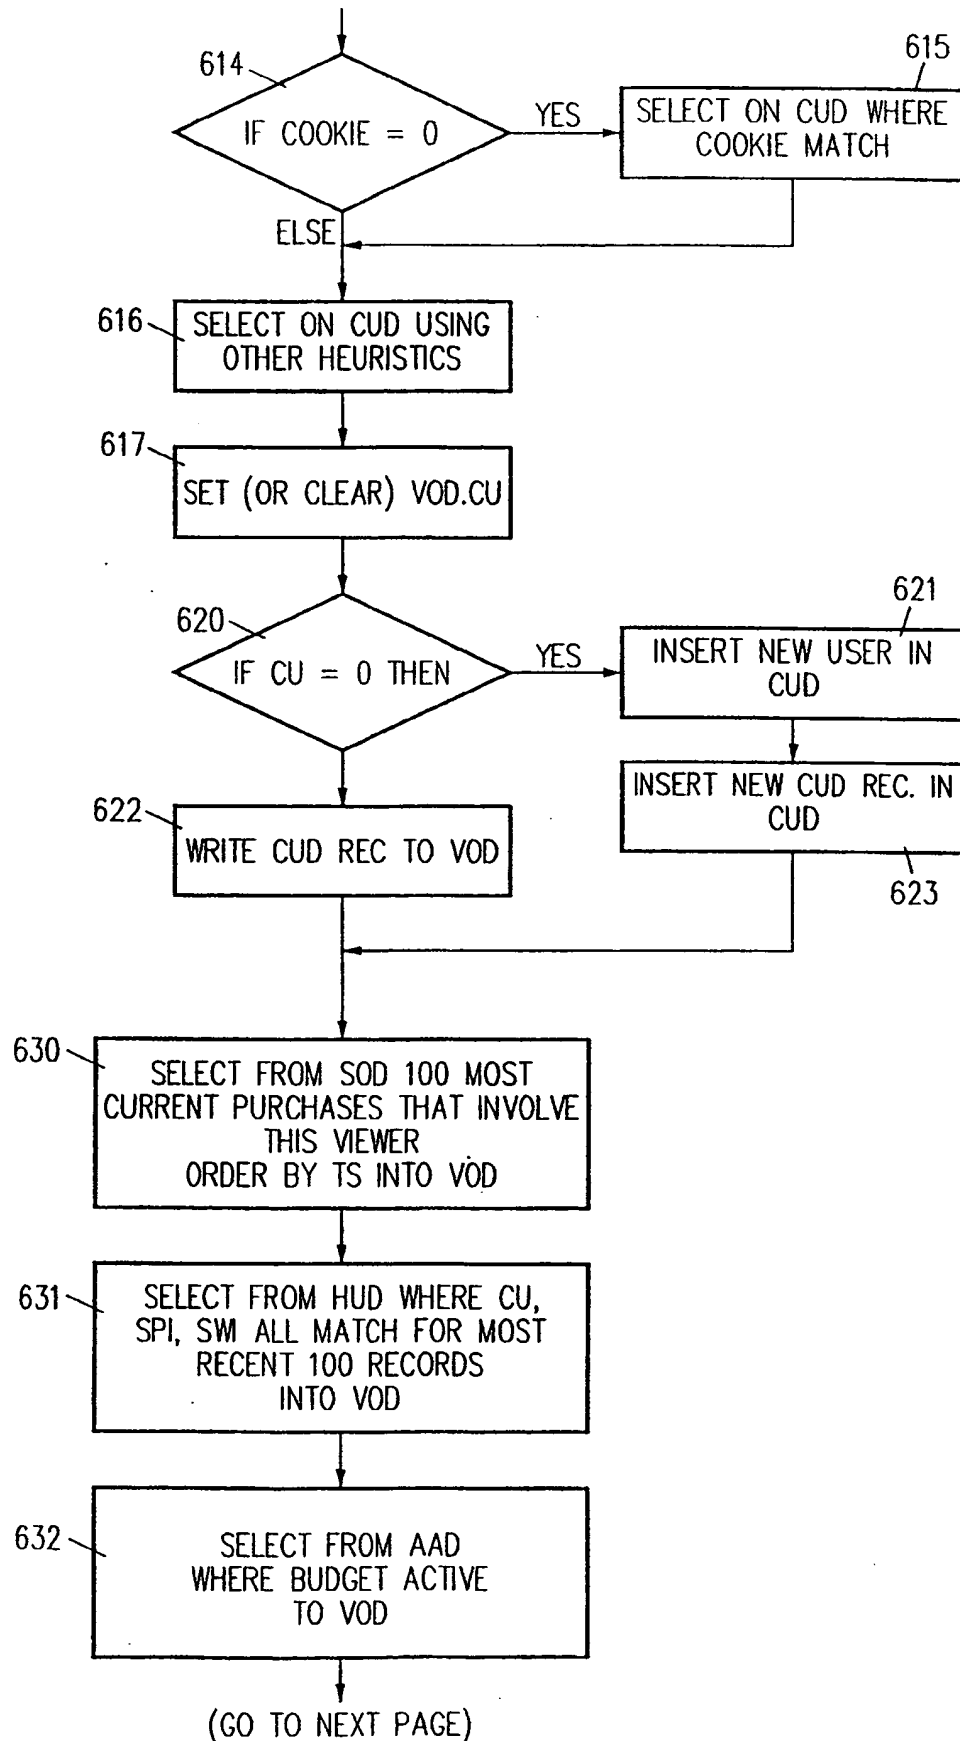 614
IF COOKIE = 0
YES
615
SELECT ON CUD WHERE
COOKIE MATCH
ELSE
616
SELECT ON CUD USING
OTHER HEURISTICS
617
SET (OR CLEAR) VOD.CU
620
IF CU = 0 THEN
YES
621
INSERT NEW USER IN
CUD
INSERT NEW CUD REC. IN
CUD
623
622
WRITE CUD REC TO VOD
630
SELECT FROM SOD 100 MOST
CURRENT PURCHASES THAT INVOLVE
THIS VIEWER
ORDER BY TS INTO VOD
631
SELECT FROM HUD WHERE CU,
SPI, SWI ALL MATCH FOR MOST
RECENT 100 RECORDS
INTO VOD
632
SELECT FROM AAD
WHERE BUDGET ACTIVE
TO VOD
(GO TO NEXT PAGE)